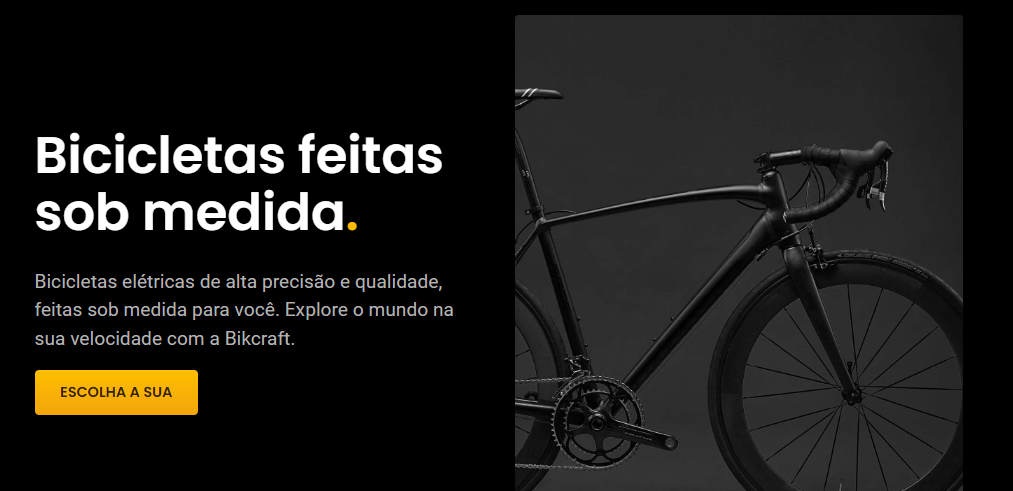 Bicicletas feitas
sob medida.
Bicicletas elétricas de alta precisão e qualidade,
feitas sob medida para você. Explore o mundo na
sua velocidade com a Bikcraft.
ESCOLHA A SUA